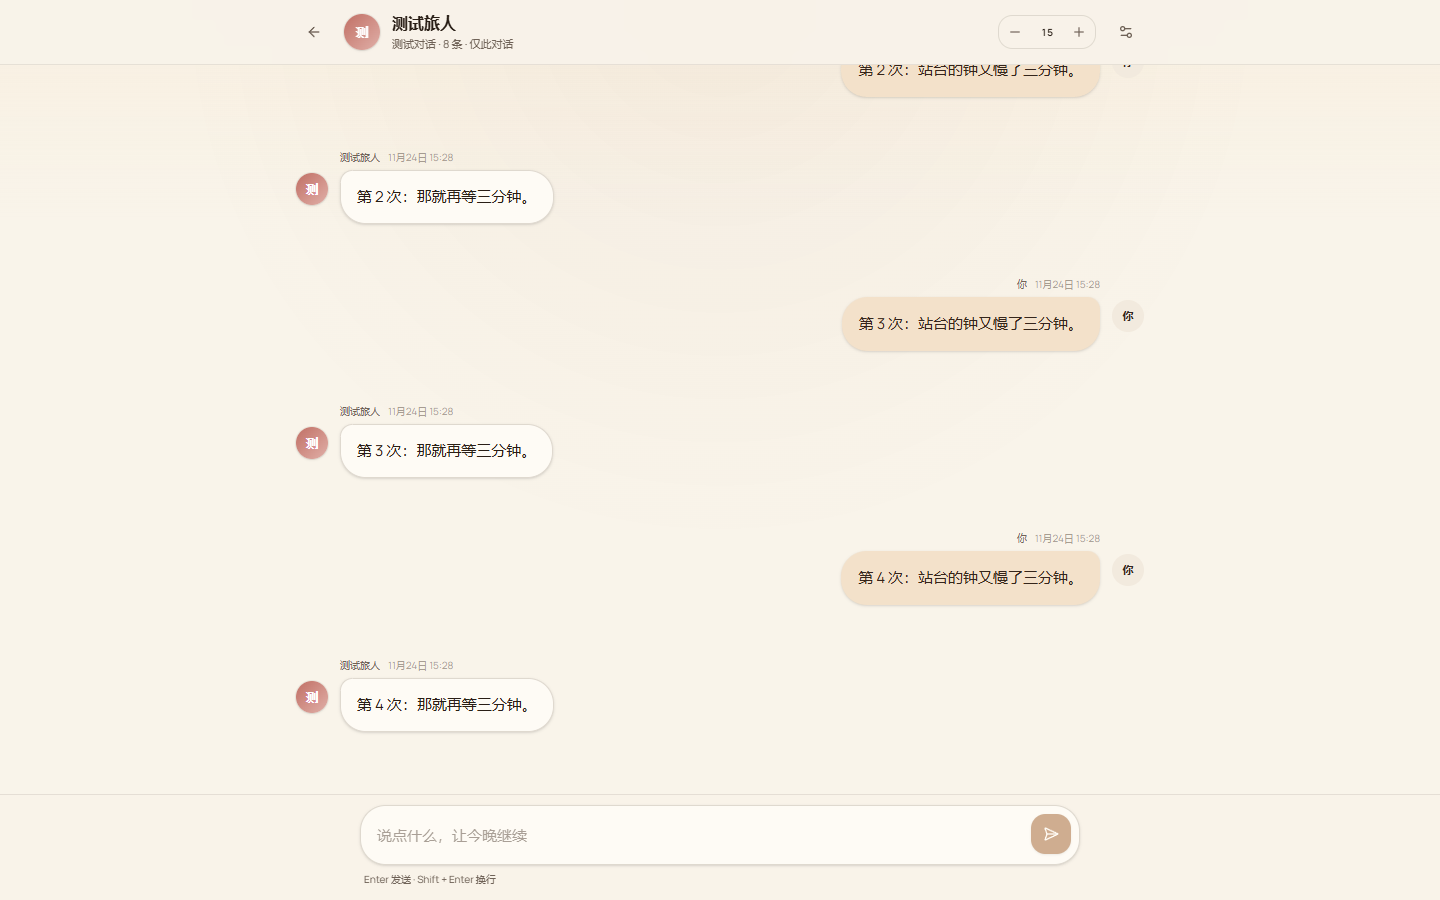 测
测试旅人
测试对话 · 8 条 · 仅此对话
15
第 2 次：站台的钟又慢了三分钟。
测试旅人 11月24日 15:28
测
第 2 次：那就再等三分钟。
你 11月24日 15:28
第 3 次：站台的钟又慢了三分钟。
你
测试旅人 11月24日 15:28
测
第 3 次：那就再等三分钟。
你 11月24日 15:28
第 4 次：站台的钟又慢了三分钟。
你
测试旅人 11月24日 15:28
测
第 4 次：那就再等三分钟。
说点什么，让今晚继续
Enter 发送 · Shift + Enter 换行